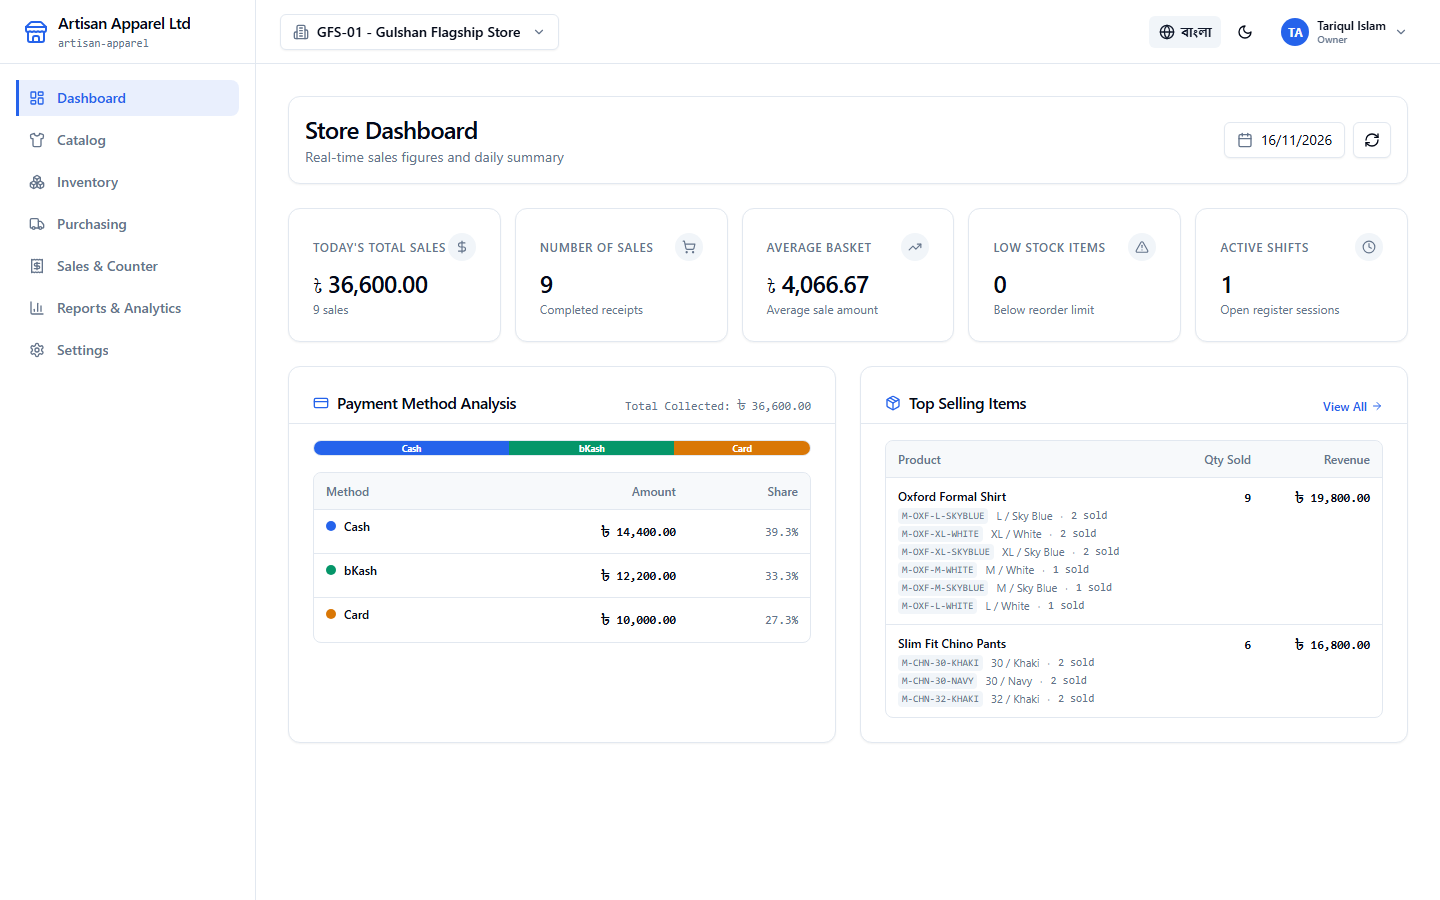 Artisan Apparel Ltd
artisan-apparel
GFS-01 - Gulshan Flagship Store
বাংলা
TA
Tariqul Islam
Owner
Dashboard
Catalog
Inventory
Purchasing
Sales & Counter
Reports & Analytics
Settings
Store Dashboard
Real-time sales figures and daily summary
16/11/2026
TODAY'S TOTAL SALES
৳ 36,600.00
9 sales
NUMBER OF SALES
9
Completed receipts
AVERAGE BASKET
৳ 4,066.67
Average sale amount
LOW STOCK ITEMS
0
Below reorder limit
ACTIVE SHIFTS
1
Open register sessions
Payment Method Analysis
Total Collected: ৳ 36,600.00
Cash bKash Card
Method Amount Share
Cash ৳ 14,400.00 39.3%
bKash ৳ 12,200.00 33.3%
Card ৳ 10,000.00 27.3%
Top Selling Items
View All
Product Qty Sold Revenue
Oxford Formal Shirt 9 ৳ 19,800.00
M-OXF-L-SKYBLUE L / Sky Blue · 2 sold
M-OXF-XL-WHITE XL / White · 2 sold
M-OXF-XL-SKYBLUE XL / Sky Blue · 2 sold
M-OXF-M-WHITE M / White · 1 sold
M-OXF-M-SKYBLUE M / Sky Blue · 1 sold
M-OXF-L-WHITE L / White · 1 sold
Slim Fit Chino Pants 6 ৳ 16,800.00
M-CHN-30-KHAKI 30 / Khaki · 2 sold
M-CHN-30-NAVY 30 / Navy · 2 sold
M-CHN-32-KHAKI 32 / Khaki · 2 sold